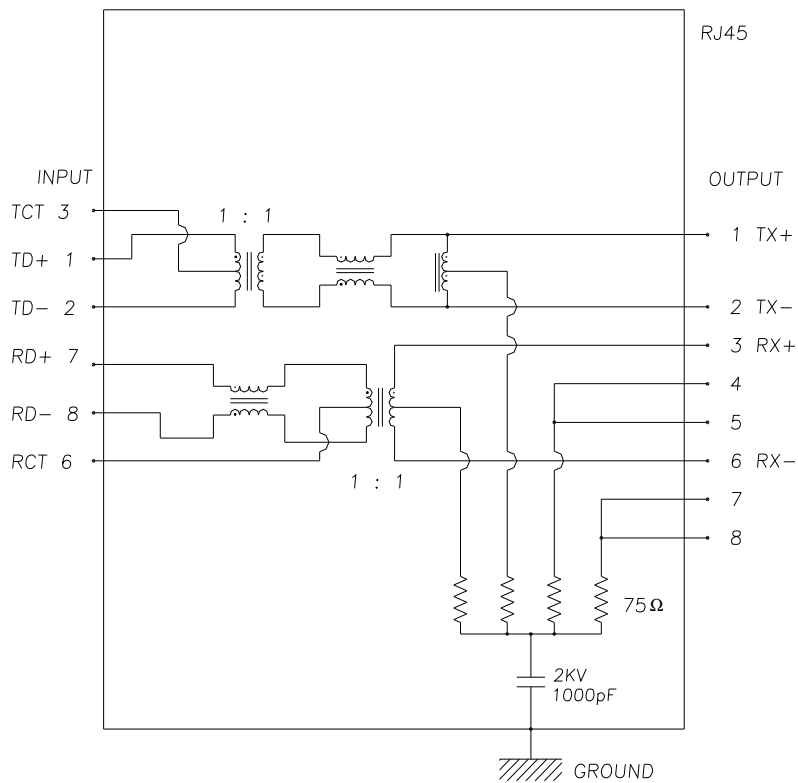 RJ45
INPUT
OUTPUT
TCT 3
1 : 1
1 TX+
TD+ 1
TD- 2
2 TX-
RD+ 7
3 RX+
4
RD- 8
5
RCT 6
6 RX-
1 : 1
7
8
75Ω
2KV
1000pF
GROUND